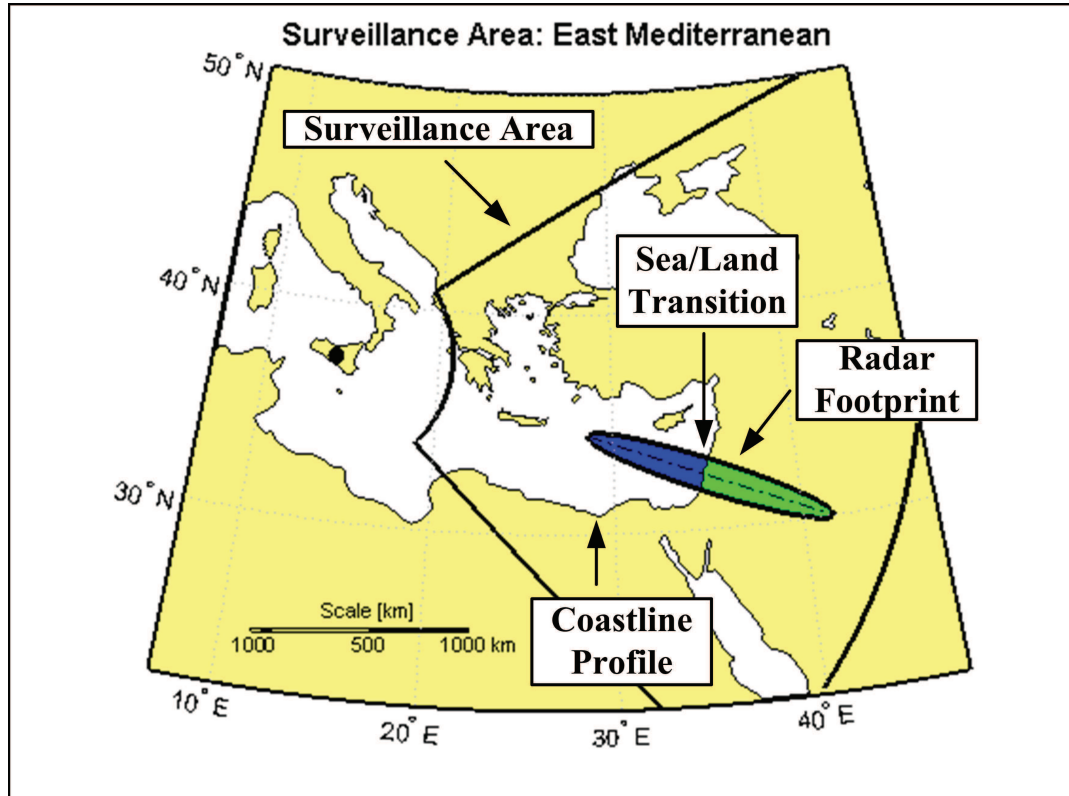 Surveillance Area: East Mediterranean
50° N
Surveillance Area
Sea/Land
Transition
40° N
Radar
Footprint
30° N
Scale [km]
1000 500 1000 km
Coastline
Profile
10° E
20° E
30° E
40° E